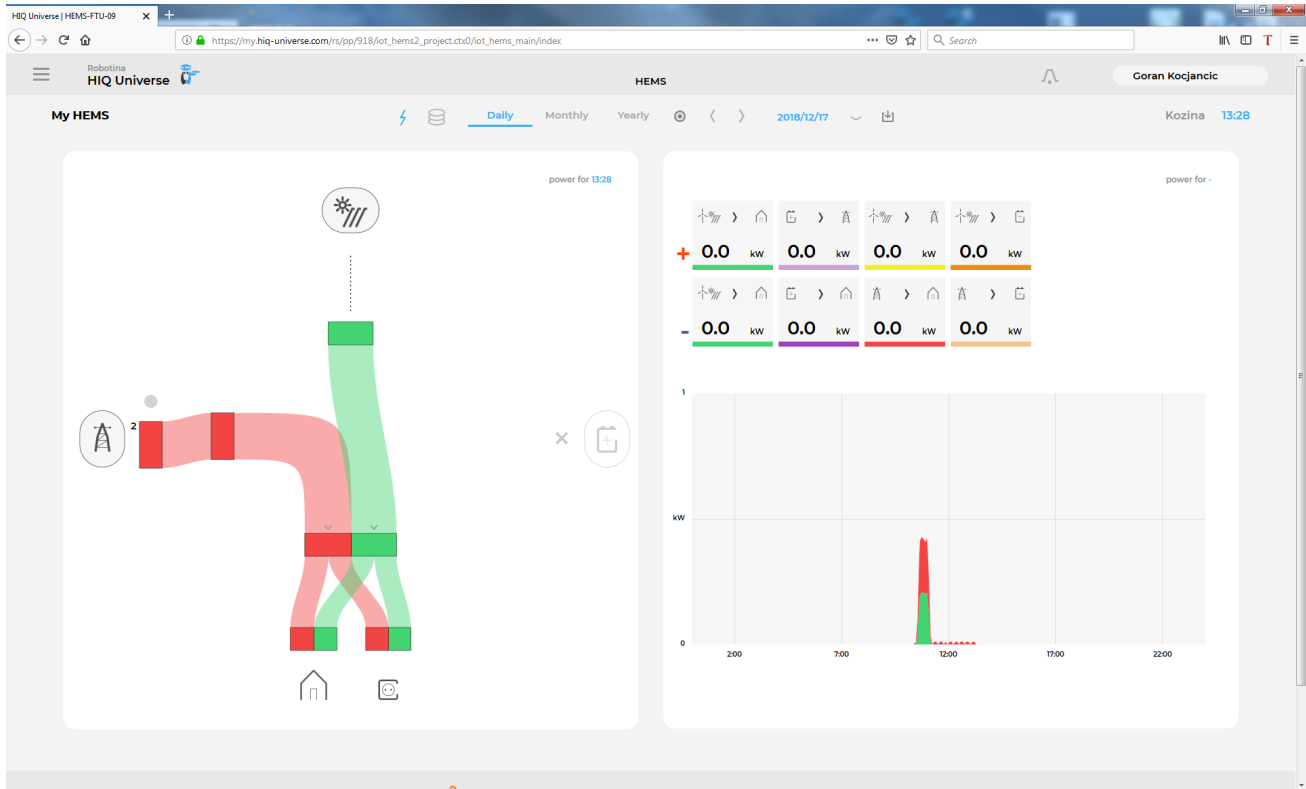 HIQ Universe | HEMS-FTU-09
https://my.hiq-universe.com/rs/pp/918/iot_hems2_project.ctx0/iot_hems_main/index
Search
T
Robotina
HIQ Universe
HEMS
Goran Kocjancic
My HEMS
Daily Monthly Yearly
2018/12/17
Kozina 13:28
power for 13:28
2
power for -
+ 0.0 kW 0.0 kW 0.0 kW 0.0 kW
- 0.0 kW 0.0 kW 0.0 kW 0.0 kW
1
kW
0
2:00 7:00 12:00 17:00 22:00